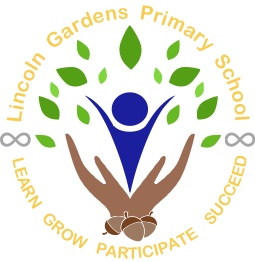 Lincoln Gardens Primary School
LEARN GROW PARTICIPATE SUCCEED